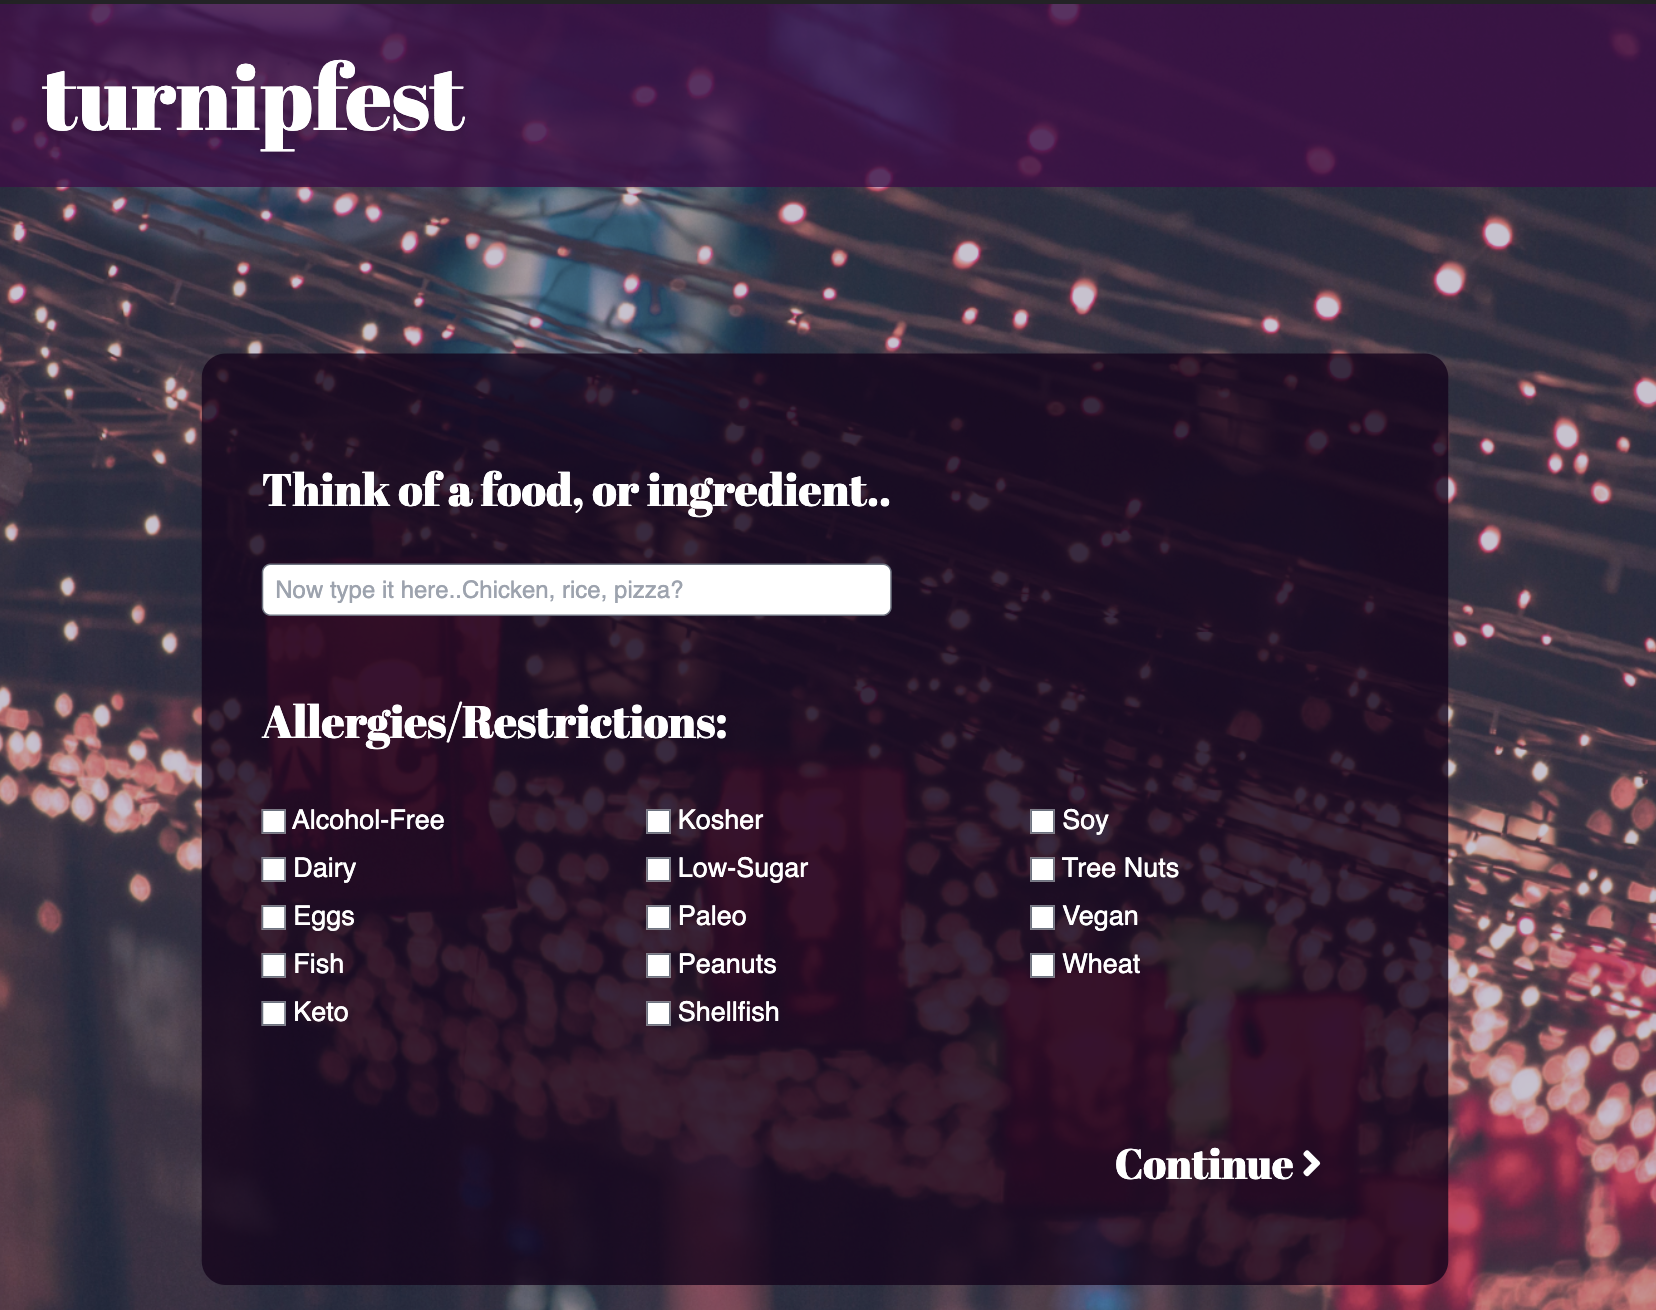 turnipfest
Think of a food, or ingredient..
Now type it here..Chicken, rice, pizza?
Allergies/Restrictions:
Alcohol-Free
Dairy
Eggs
Fish
Keto
Kosher
Low-Sugar
Paleo
Peanuts
Shellfish
Soy
Tree Nuts
Vegan
Wheat
Continue